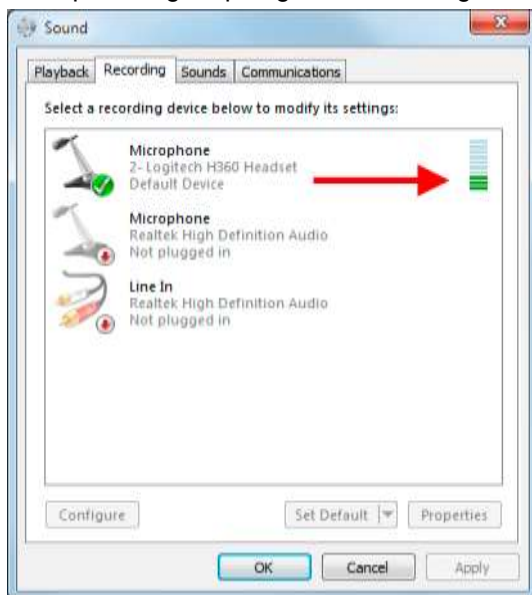 Sound
Playback Recording Sounds Communications
Select a recording device below to modify its settings:
Microphone
2- Logitech H360 Headset
Default Device
Microphone
Realtek High Definition Audio
Not plugged in
Line In
Realtek High Definition Audio
Not plugged in
Configure Set Default Properties
OK Cancel Apply